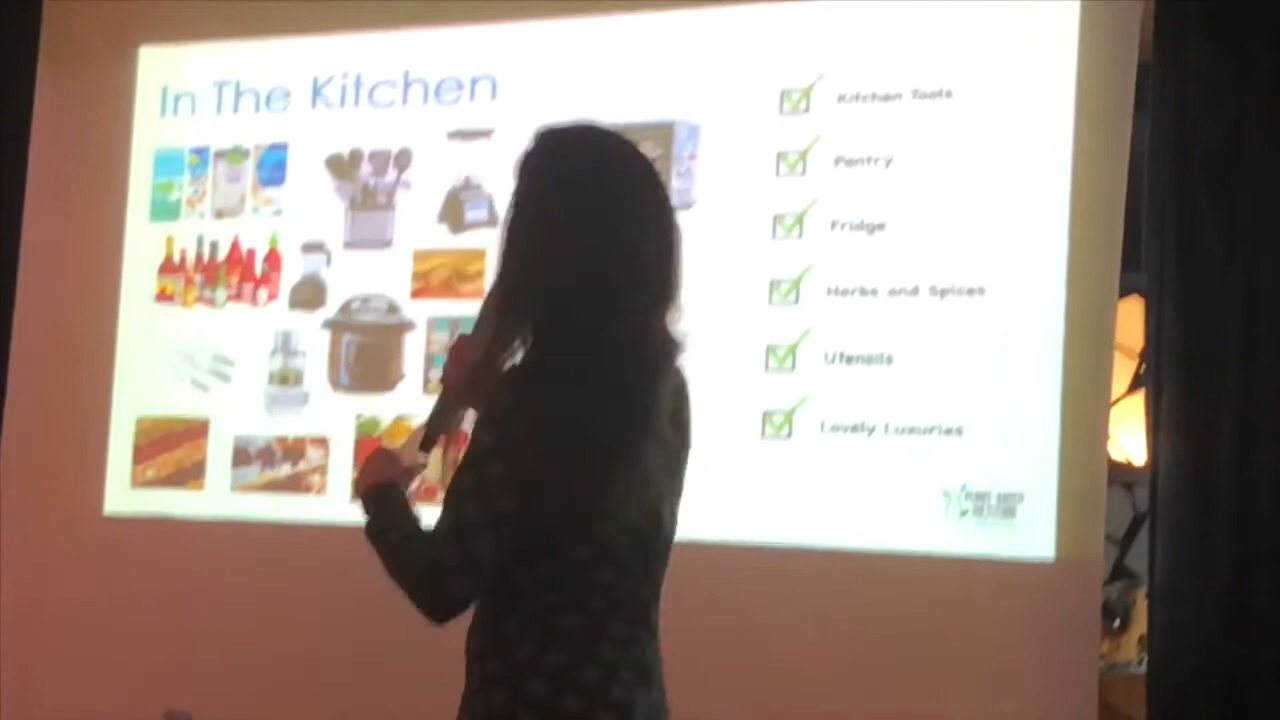 In The Kitchen
Kitchen Tools
Pantry
Fridge
Herbs and Spices
Utensils
Lovely Luxuries